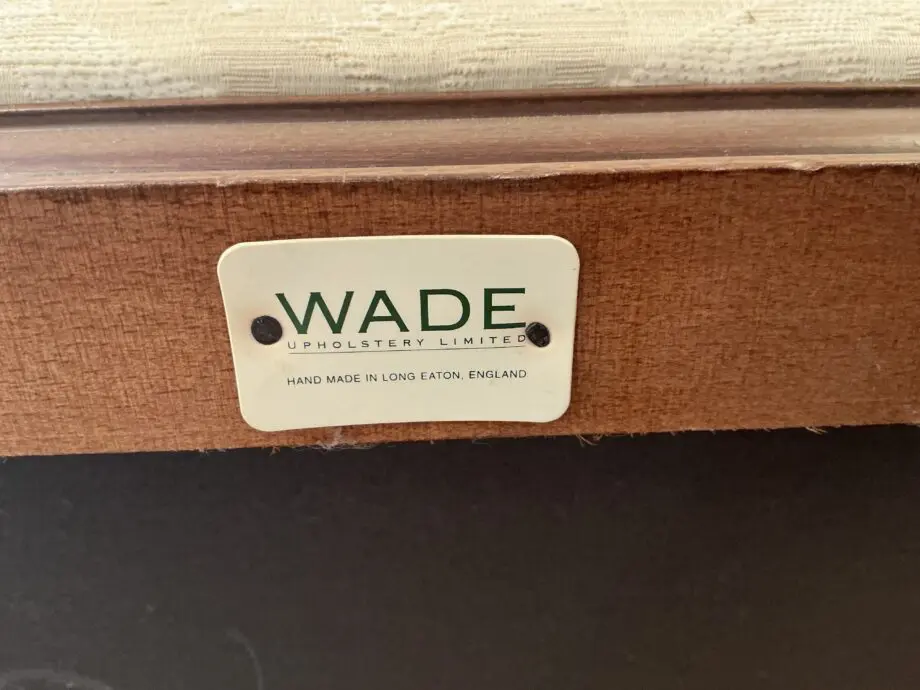 WADE
UPHOLSTERY LIMITED
HAND MADE IN LONG EATON, ENGLAND